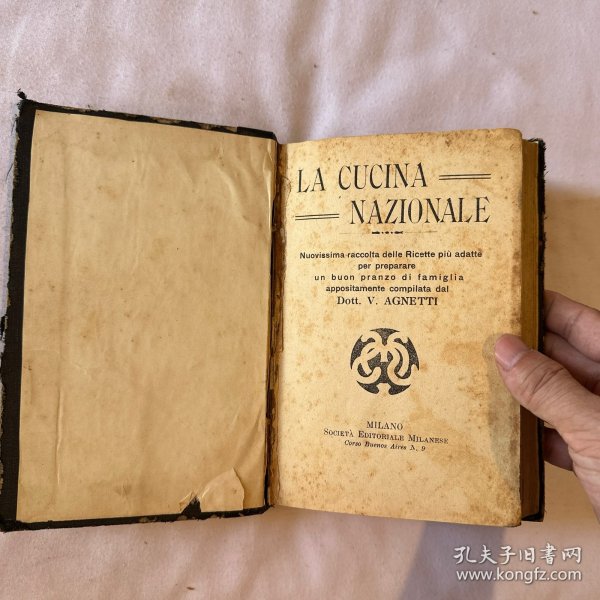 LA CUCINA
NAZIONALE
Nuovissima raccolta delle Ricette più adatte
per preparare
un buon pranzo di famiglia
appositamente compilata dal
Dott. V. AGNETTI
MILANO
SOCIETÀ EDITORIALE MILANESE
Corso Buenos Aires N. 9
孔夫子旧书网
www.kongfz.com